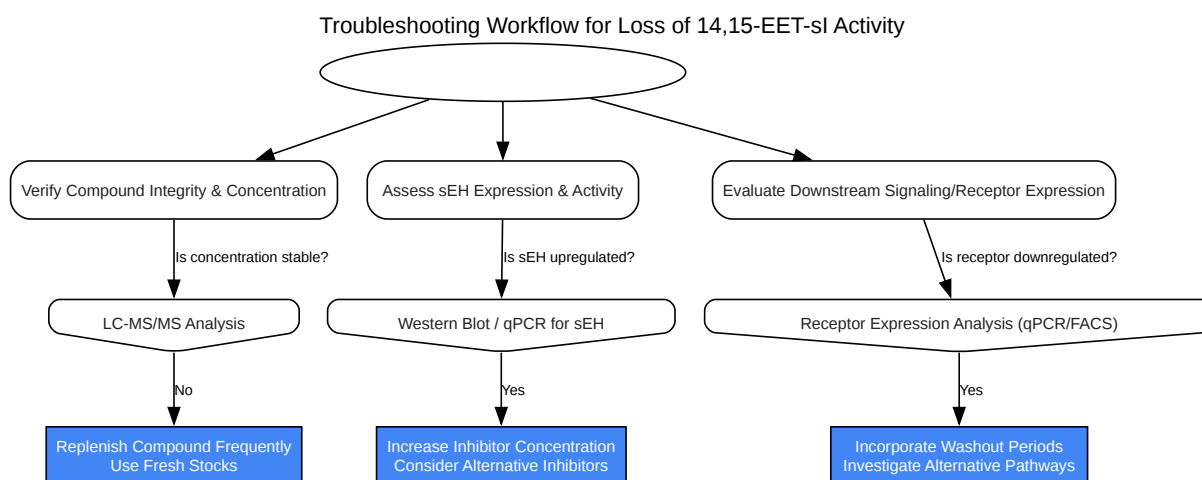 Troubleshooting Workflow for Loss of 14,15-EET-sI Activity
Verify Compound Integrity & Concentration
Assess sEH Expression & Activity
Evaluate Downstream Signaling/Receptor Expression
Is concentration stable?
Is sEH upregulated?
Is receptor downregulated?
LC-MS/MS Analysis
Western Blot / qPCR for sEH
Receptor Expression Analysis (qPCR/FACS)
No
Yes
Yes
Replenish Compound Frequently
Use Fresh Stocks
Increase Inhibitor Concentration
Consider Alternative Inhibitors
Incorporate Washout Periods
Investigate Alternative Pathways